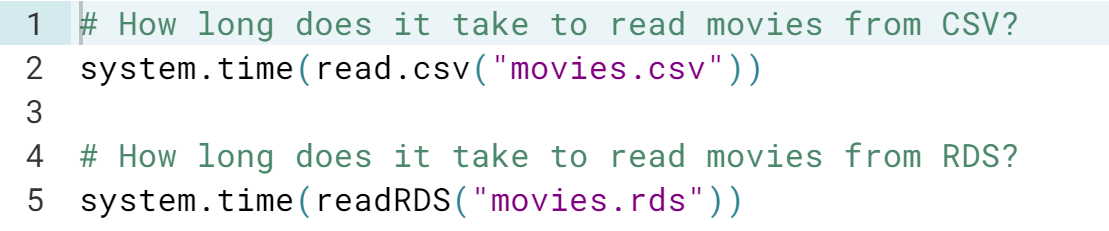 1 # How long does it take to read movies from CSV?
2 system.time(read.csv("movies.csv"))
3
4 # How long does it take to read movies from RDS?
5 system.time(readRDS("movies.rds"))